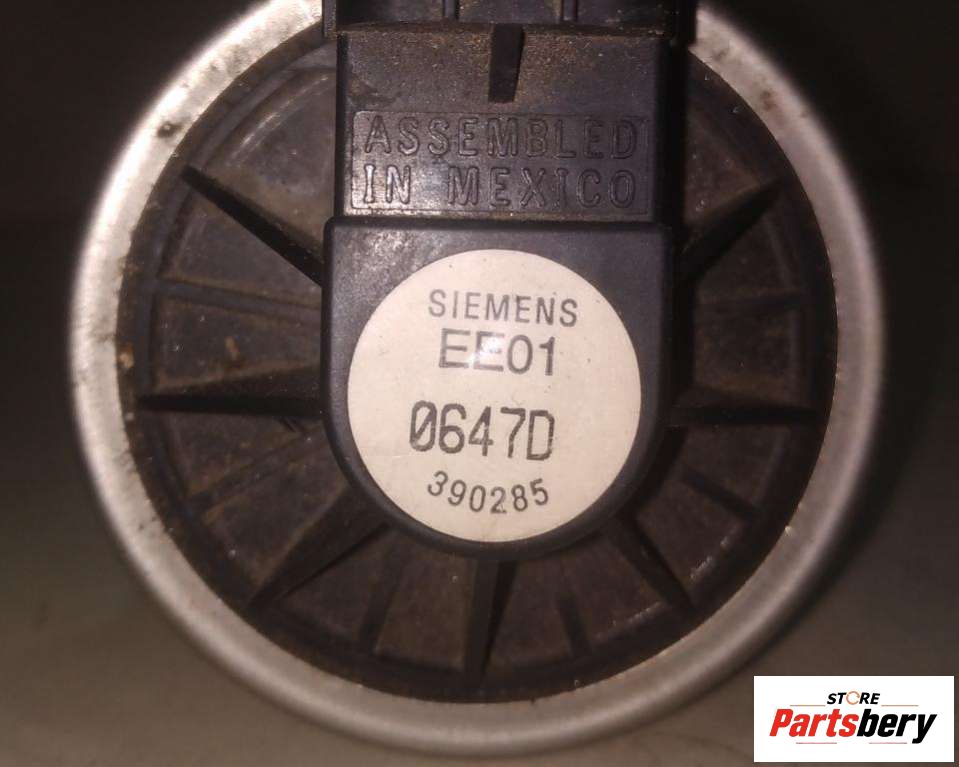 ASSEMBLED
IN MEXICO
SIEMENS
EE01
0647D
390285
STORE
Partsbery